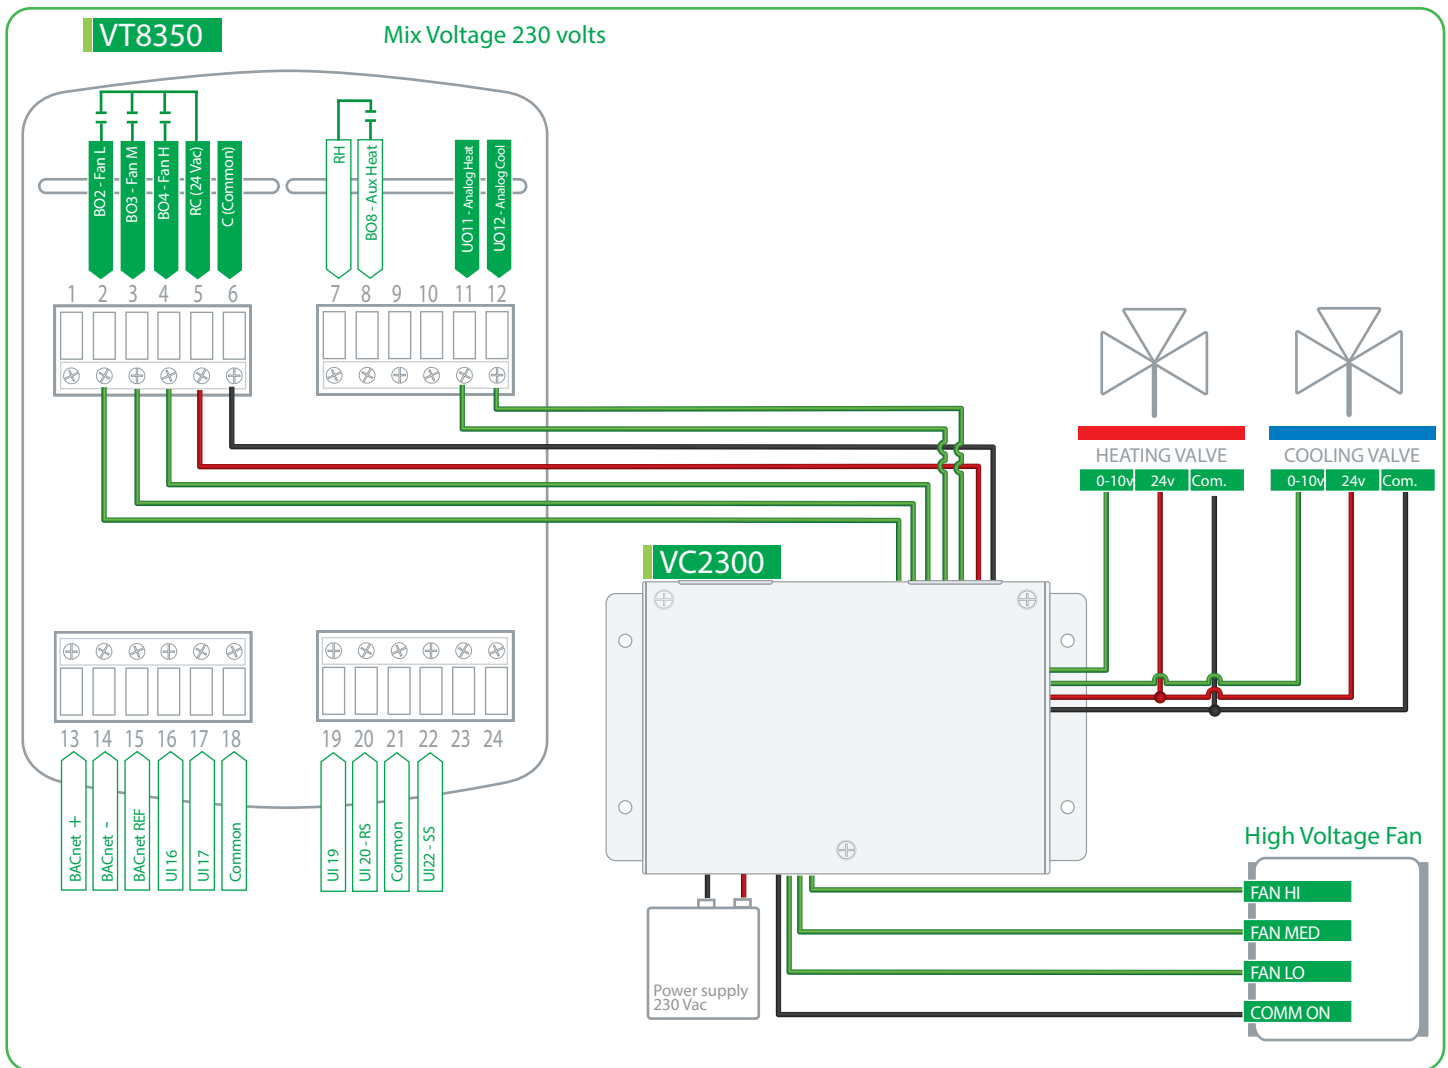 VT8350
Mix Voltage 230 volts
BO2 - Fan L
BO3 - Fan M
BO4 - Fan H
RC (24 Vac)
C (Common)
RH
BO8 - Aux Heat
UO11 - Analog Heat
UO12 - Analog Cool
1 2 3 4 5 6
7 8 9 10 11 12
HEATING VALVE
0-10v 24v Com.
COOLING VALVE
0-10v 24v Com.
VC2300
13 14 15 16 17 18
19 20 21 22 23 24
BACnet +
BACnet -
BACnet REF
UI 16
UI 17
Common
UI 19
UI 20 - RS
Common
UI22 - SS
Power supply
230 Vac
High Voltage Fan
FAN HI
FAN MED
FAN LO
COMM ON